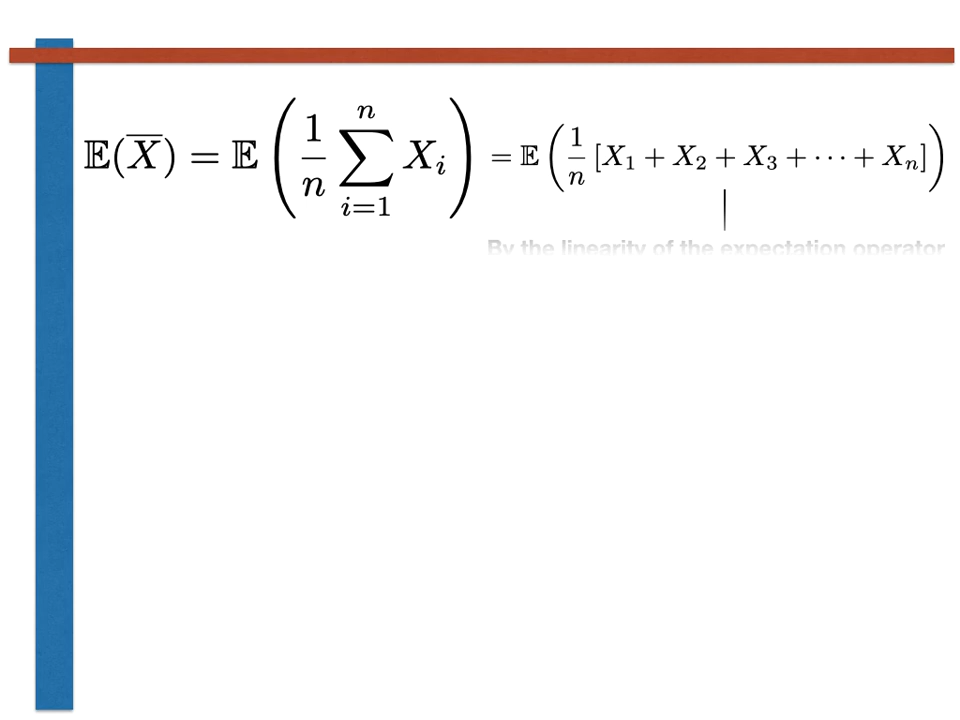 𝔼(X̅) = 𝔼 ( 1/n ∑_{i=1}^{n} X_i ) = 𝔼 ( 1/n [X_1 + X_2 + X_3 + ⋯ + X_n] )
By the linearity of the expectation operator